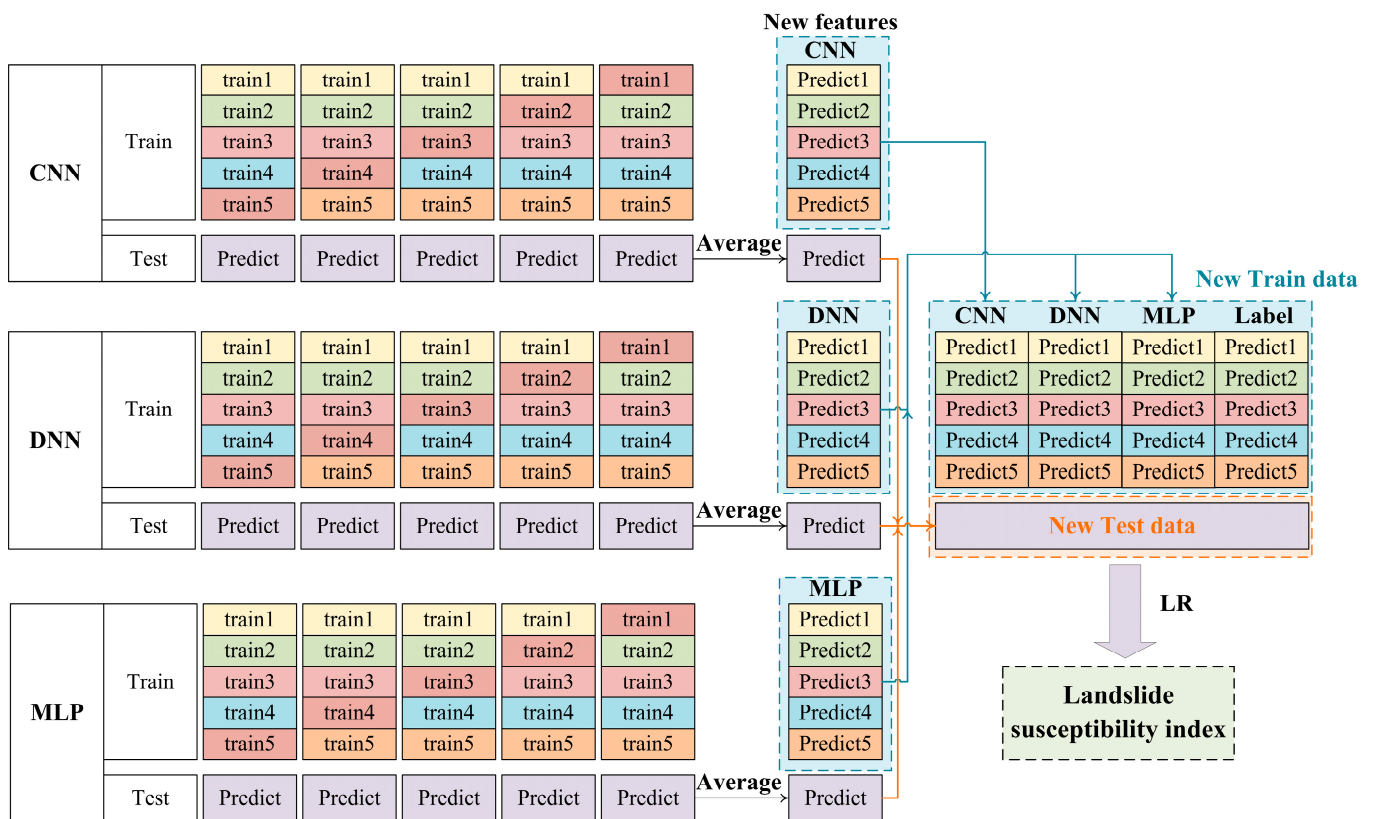 New features
CNN
CNN
Train
train1 train1 train1 train1 train1
train2 train2 train2 train2 train2
train3 train3 train3 train3 train3
train4 train4 train4 train4 train4
train5 train5 train5 train5 train5
Predict1
Predict2
Predict3
Predict4
Predict5
Test
Predict Predict Predict Predict Predict
Average
Predict
DNN
DNN
Train
train1 train1 train1 train1 train1
train2 train2 train2 train2 train2
train3 train3 train3 train3 train3
train4 train4 train4 train4 train4
train5 train5 train5 train5 train5
Predict1
Predict2
Predict3
Predict4
Predict5
Test
Predict Predict Predict Predict Predict
Average
Predict
MLP
MLP
Train
train1 train1 train1 train1 train1
train2 train2 train2 train2 train2
train3 train3 train3 train3 train3
train4 train4 train4 train4 train4
train5 train5 train5 train5 train5
Predict1
Predict2
Predict3
Predict4
Predict5
Test
Predict Predict Predict Predict Predict
Average
Predict
New Train data
CNN DNN MLP Label
Predict1 Predict1 Predict1 Predict1
Predict2 Predict2 Predict2 Predict2
Predict3 Predict3 Predict3 Predict3
Predict4 Predict4 Predict4 Predict4
Predict5 Predict5 Predict5 Predict5
New Test data
LR
Landslide
susceptibility index